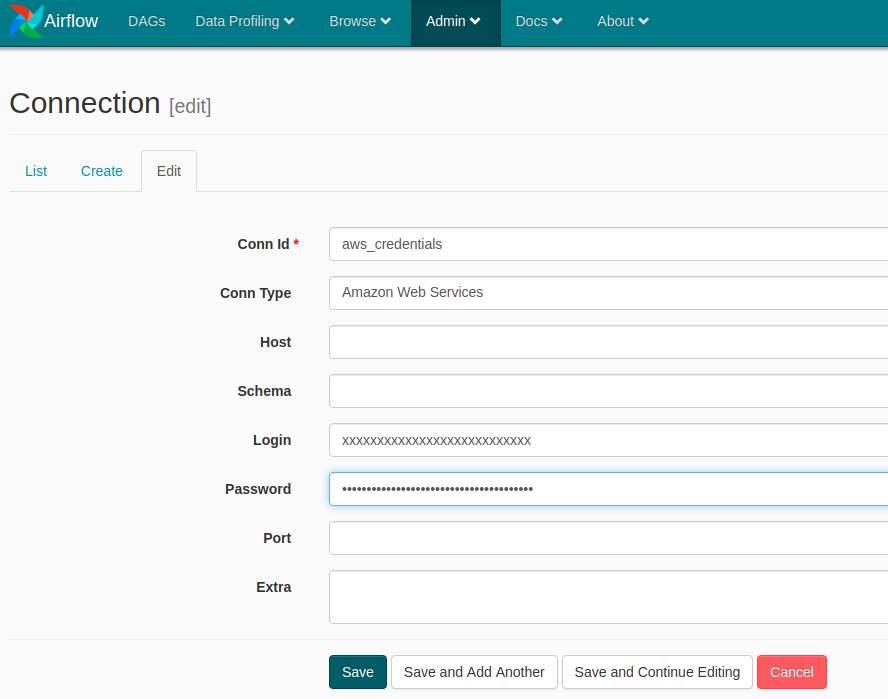 Airflow DAGs Data Profiling Browse Admin Docs About
Connection [edit]
List Create Edit
Conn Id * aws_credentials
Conn Type Amazon Web Services
Host
Schema
Login xxxxxxxxxxxxxxxxxxxxxxxxxxx
Password •••••••••••••••••••••••••••••••••••••••
Port
Extra
Save Save and Add Another Save and Continue Editing Cancel